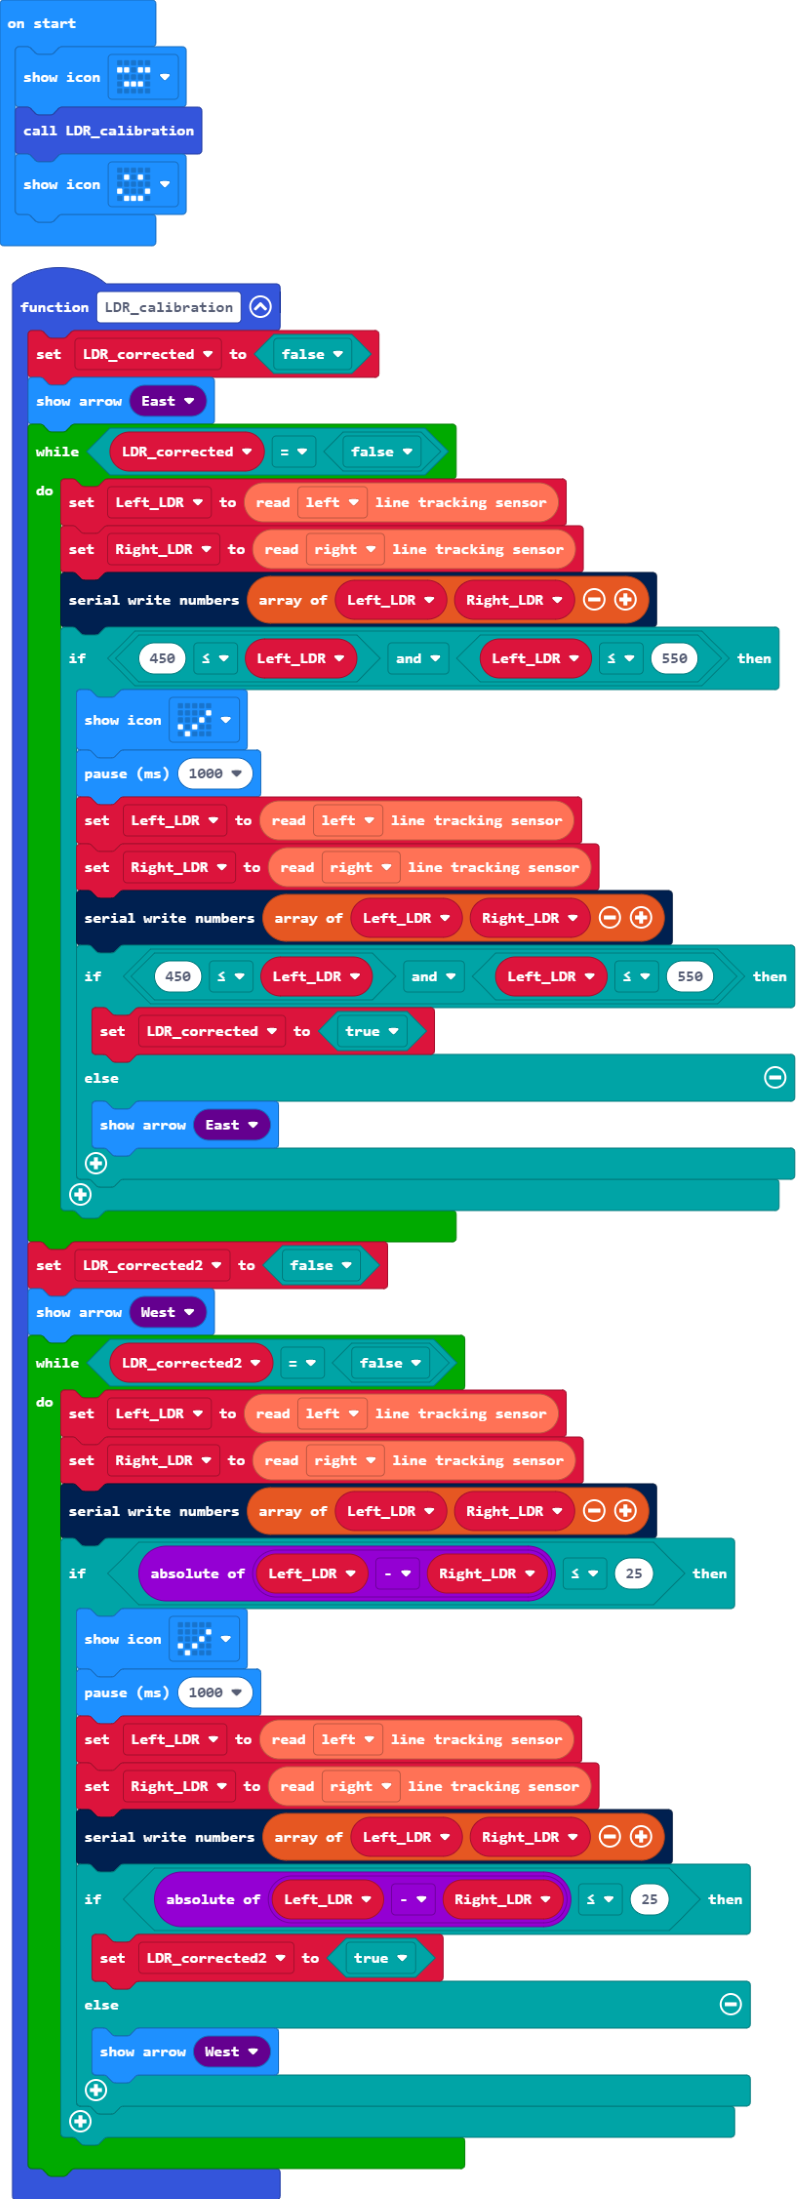 on start
show icon
call LDR_calibration
show icon
function LDR_calibration
set LDR_corrected to false
show arrow East
while LDR_corrected = false
do
set Left_LDR to read left line tracking sensor
set Right_LDR to read right line tracking sensor
serial write numbers array of Left_LDR Right_LDR
if 450 ≤ Left_LDR and Left_LDR ≤ 550 then
show icon
pause (ms) 1000
set Left_LDR to read left line tracking sensor
set Right_LDR to read right line tracking sensor
serial write numbers array of Left_LDR Right_LDR
if 450 ≤ Left_LDR and Left_LDR ≤ 550 then
set LDR_corrected to true
else
show arrow East
set LDR_corrected2 to false
show arrow West
while LDR_corrected2 = false
do
set Left_LDR to read left line tracking sensor
set Right_LDR to read right line tracking sensor
serial write numbers array of Left_LDR Right_LDR
if absolute of Left_LDR - Right_LDR ≤ 25 then
show icon
pause (ms) 1000
set Left_LDR to read left line tracking sensor
set Right_LDR to read right line tracking sensor
serial write numbers array of Left_LDR Right_LDR
if absolute of Left_LDR - Right_LDR ≤ 25 then
set LDR_corrected2 to true
else
show arrow West